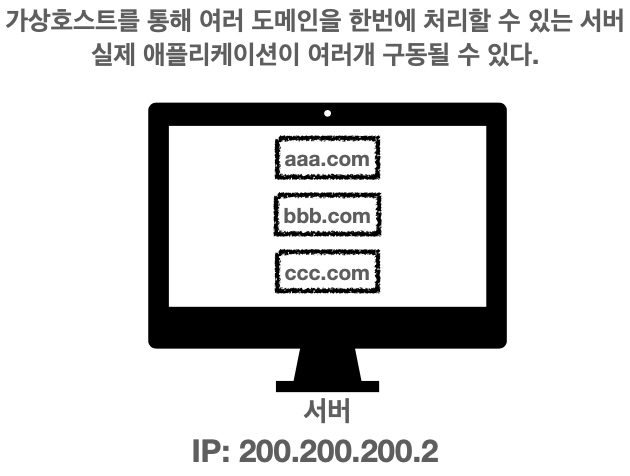 가상호스트를 통해 여러 도메인을 한번에 처리할 수 있는 서버
실제 애플리케이션이 여러개 구동될 수 있다.
aaa.com
bbb.com
ccc.com
서버
IP: 200.200.200.2